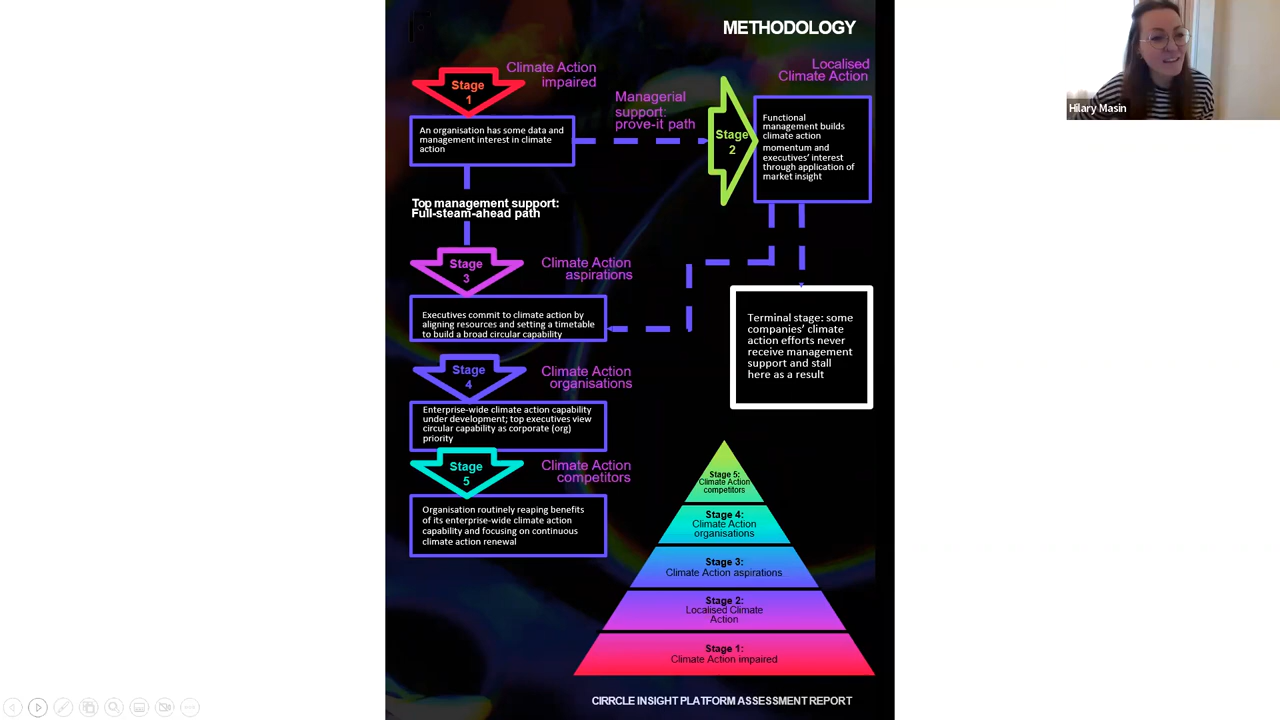 METHODOLOGY
Stage
1
Climate Action
impaired
An organisation has some data and
management interest in climate
action
Managerial
support:
prove-it path
Stage
2
Localised
Climate Action
Functional
management builds
climate action
momentum and
executives' interest
through application of
market insight
Top management support:
Full-steam-ahead path
Stage
3
Climate Action
aspirations
Executives commit to climate action by
aligning resources and setting a timetable
to build a broad circular capability
Terminal stage: some
companies' climate
action efforts never
receive management
support and stall
here as a result
Stage
4
Climate Action
organisations
Enterprise-wide climate action capability
under development; top executives view
circular capability as corporate (org)
priority
Stage
5
Climate Action
competitors
Organisation routinely reaping benefits
of its enterprise-wide climate action
capability and focusing on continuous
climate action renewal
Stage 5:
Climate Action
competitors
Stage 4:
Climate Action
organisations
Stage 3:
Climate Action aspirations
Stage 2:
Localised Climate
Action
Stage 1:
Climate Action impaired
CIRRCLE INSIGHT PLATFORM ASSESSMENT REPORT
Hilary Masin